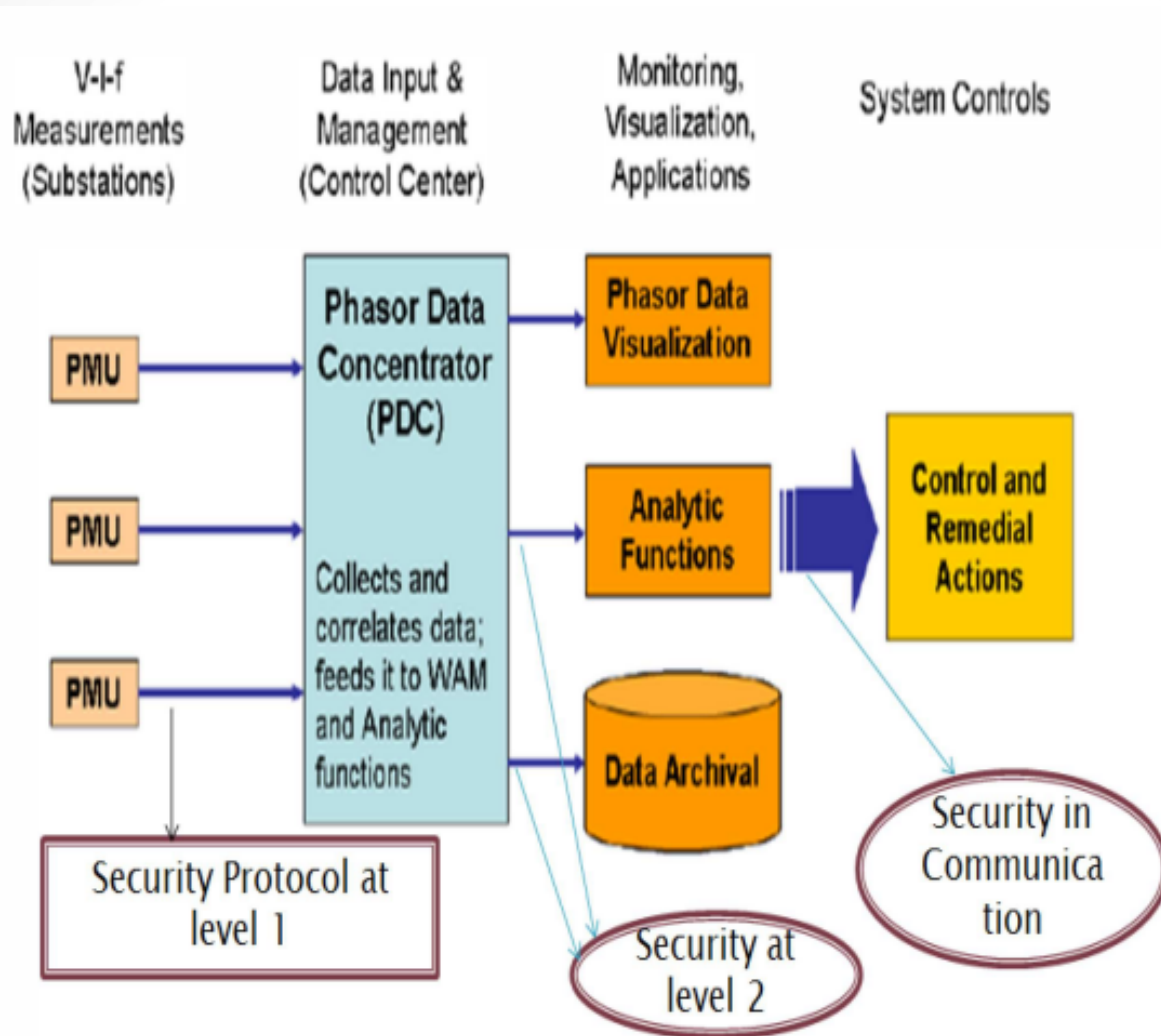 V-I-f
Measurements
(Substations)
Data Input &
Management
(Control Center)
Monitoring,
Visualization,
Applications
System Controls
PMU
PMU
PMU
Phasor Data
Concentrator
(PDC)
Collects and
correlates data;
feeds it to WAM
and Analytic
functions
Phasor Data
Visualization
Analytic
Functions
Data Archival
Control and
Remedial
Actions
Security Protocol at
level 1
Security at
level 2
Security in
Communica
tion